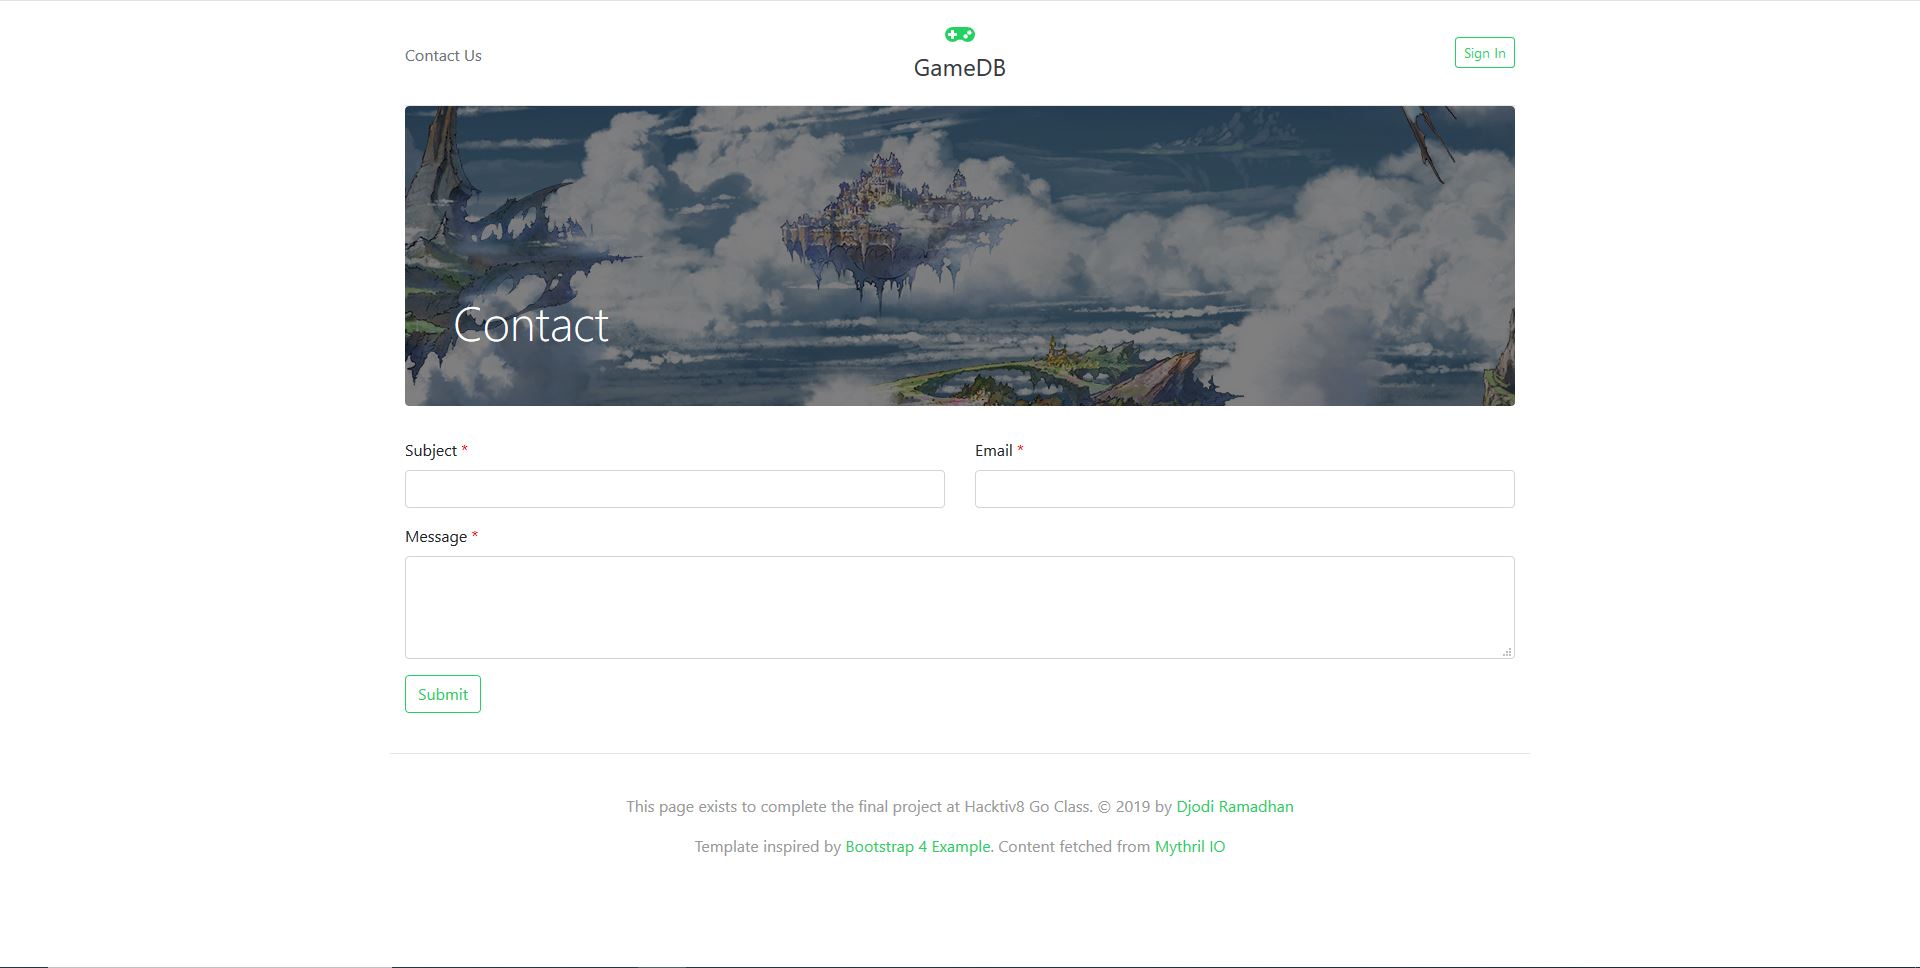 Contact Us
GameDB
Sign In
Contact
Subject *
Email *
Message *
Submit
This page exists to complete the final project at Hacktiv8 Go Class. © 2019 by Djodi Ramadhan
Template inspired by Bootstrap 4 Example. Content fetched from Mythril IO